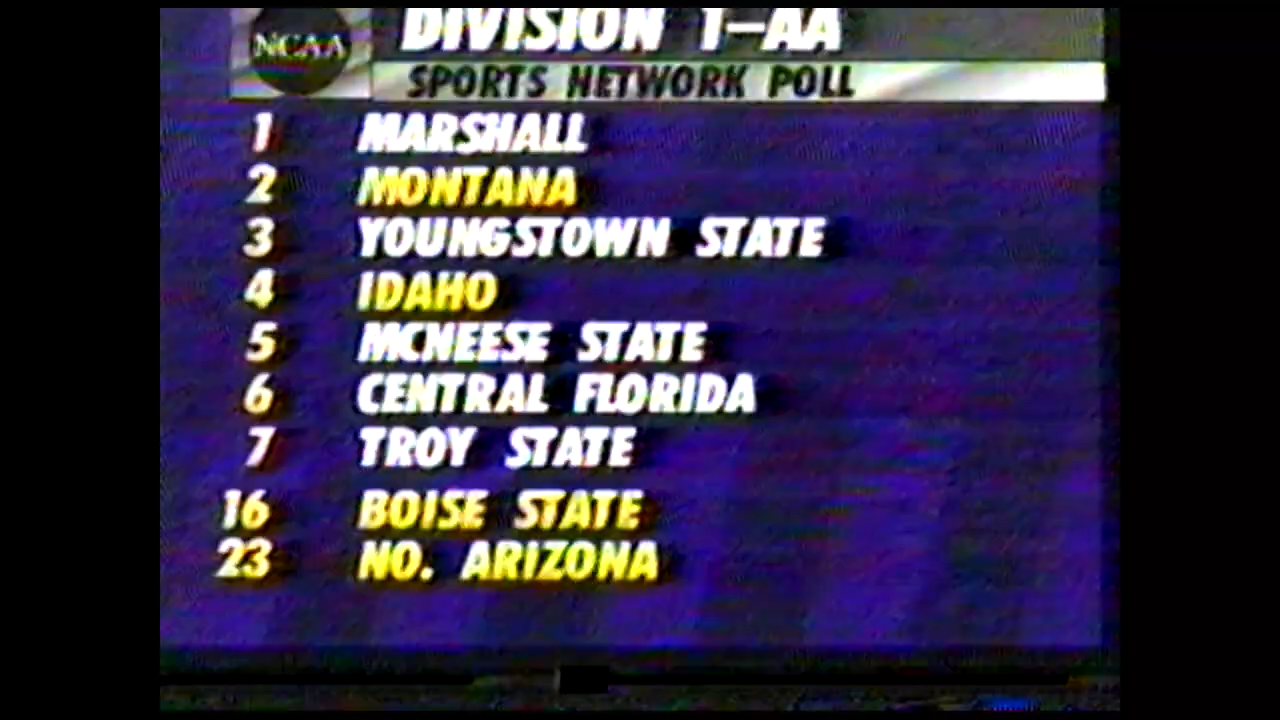 NCAA
DIVISION 1-AA
SPORTS NETWORK POLL
1 MARSHALL
2 MONTANA
3 YOUNGSTOWN STATE
4 IDAHO
5 MCNEESE STATE
6 CENTRAL FLORIDA
7 TROY STATE
16 BOISE STATE
23 NO. ARIZONA